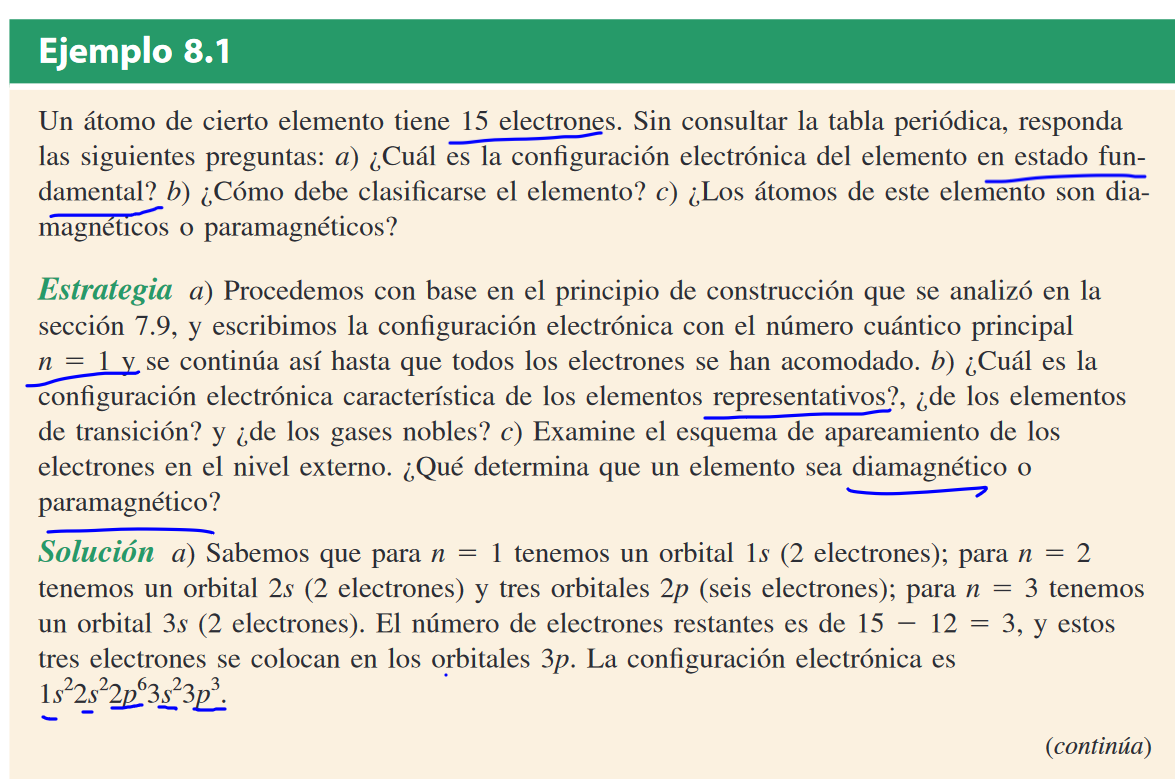 Ejemplo 8.1
Un átomo de cierto elemento tiene 15 electrones. Sin consultar la tabla periódica, responda
las siguientes preguntas: a) ¿Cuál es la configuración electrónica del elemento en estado fun-
damental? b) ¿Cómo debe clasificarse el elemento? c) ¿Los átomos de este elemento son dia-
magnéticos o paramagnéticos?
Estrategia a) Procedemos con base en el principio de construcción que se analizó en la
sección 7.9, y escribimos la configuración electrónica con el número cuántico principal
n = 1 y se continúa así hasta que todos los electrones se han acomodado. b) ¿Cuál es la
configuración electrónica característica de los elementos representativos?, ¿de los elementos
de transición? y ¿de los gases nobles? c) Examine el esquema de apareamiento de los
electrones en el nivel externo. ¿Qué determina que un elemento sea diamagnético o
paramagnético?
Solución a) Sabemos que para n = 1 tenemos un orbital 1s (2 electrones); para n = 2
tenemos un orbital 2s (2 electrones) y tres orbitales 2p (seis electrones); para n = 3 tenemos
un orbital 3s (2 electrones). El número de electrones restantes es de 15 − 12 = 3, y estos
tres electrones se colocan en los orbitales 3p. La configuración electrónica es
1s²2s²2p⁶3s²3p³.
(continúa)